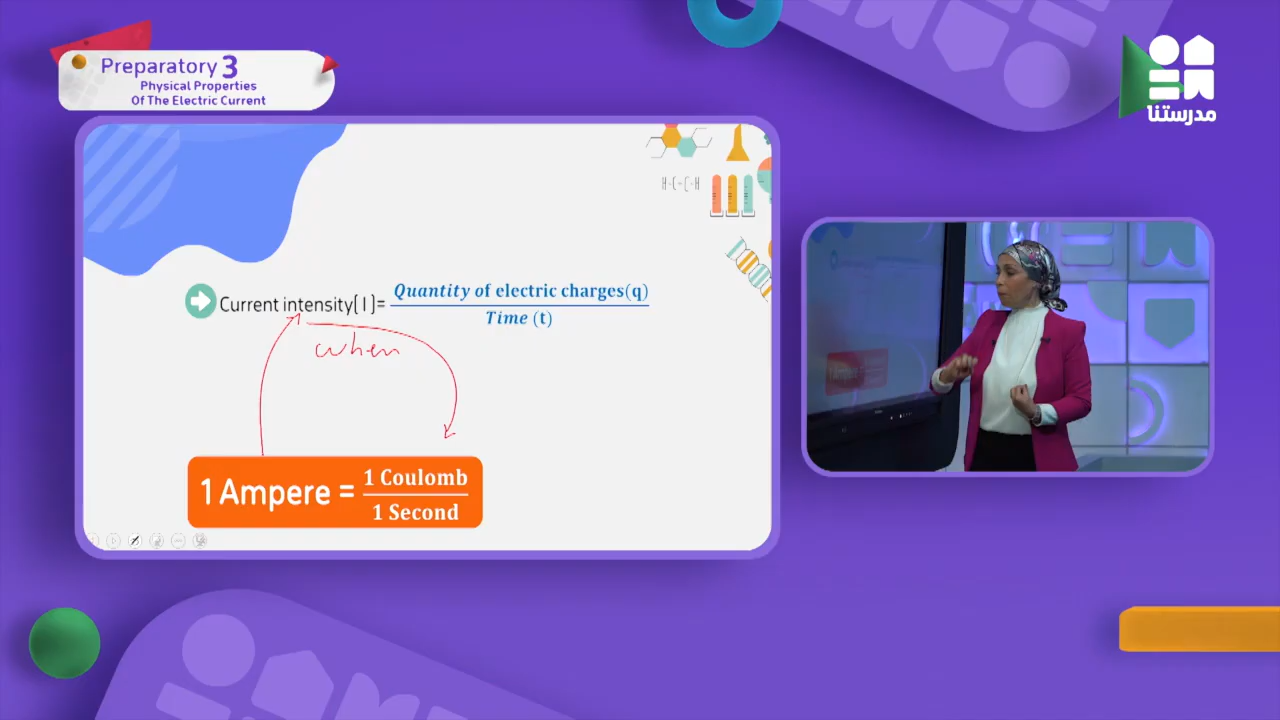 Preparatory 3
Physical Properties
Of The Electric Current
مدرستنا
H-C=C-H
Current intensity(I)= Quantity of electric charges(q)
Time (t)
when
1 Ampere = 1 Coulomb
1 Second